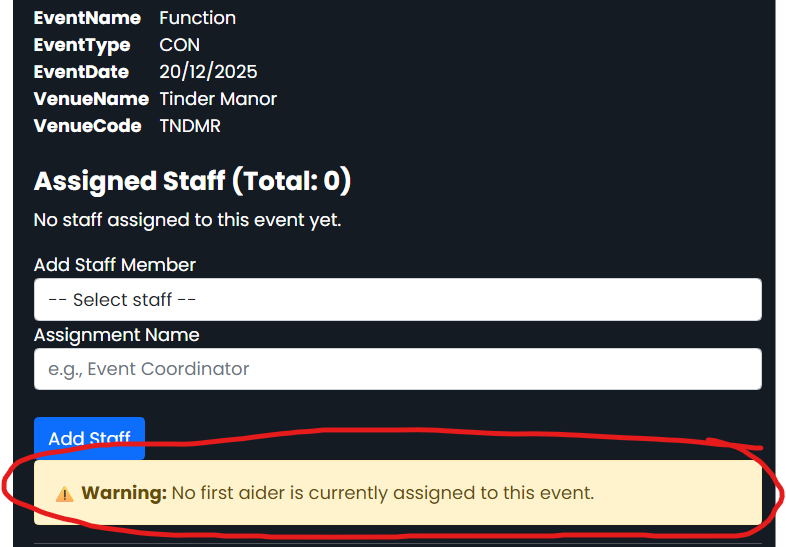 EventName Function
EventType CON
EventDate 20/12/2025
VenueName Tinder Manor
VenueCode TNDMR
Assigned Staff (Total: 0)
No staff assigned to this event yet.
Add Staff Member
-- Select staff --
Assignment Name
e.g., Event Coordinator
Add Staff
Warning: No first aider is currently assigned to this event.